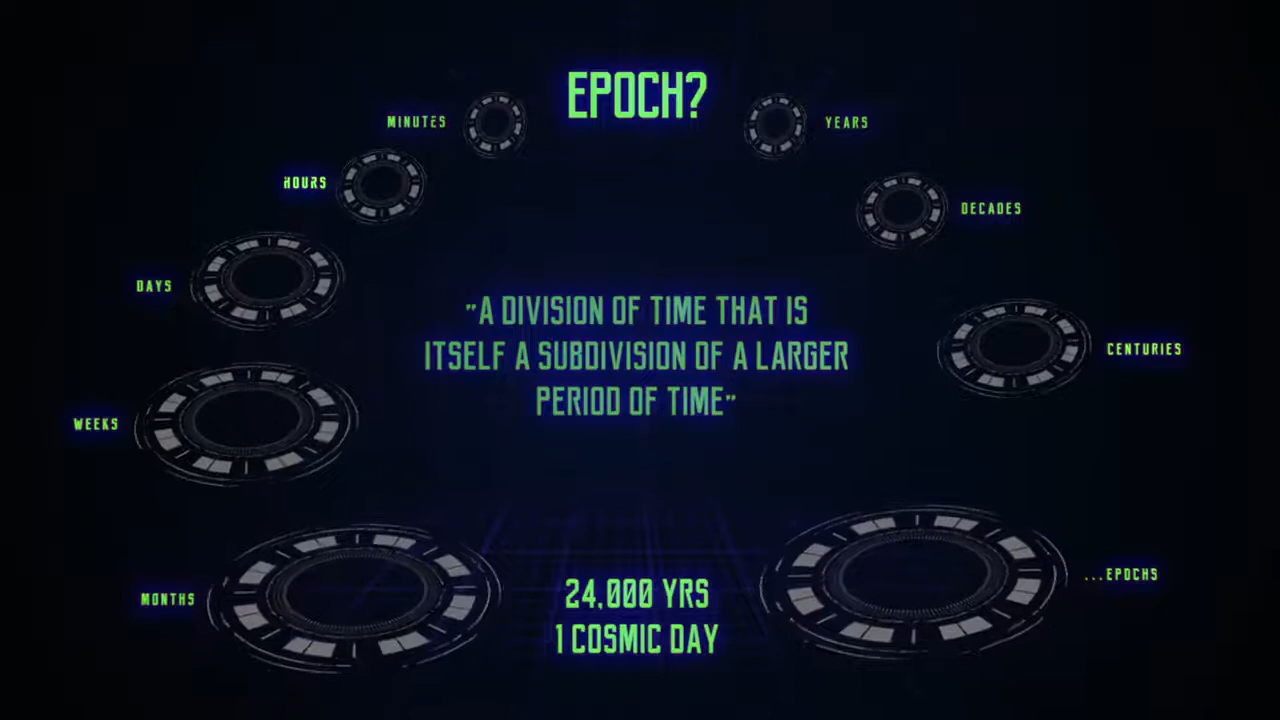 EPOCH?
MINUTES
YEARS
HOURS
DECADES
DAYS
"A DIVISION OF TIME THAT IS
ITSELF A SUBDIVISION OF A LARGER
PERIOD OF TIME"
CENTURIES
WEEKS
...EPOCHS
MONTHS
24,000 YRS
1 COSMIC DAY